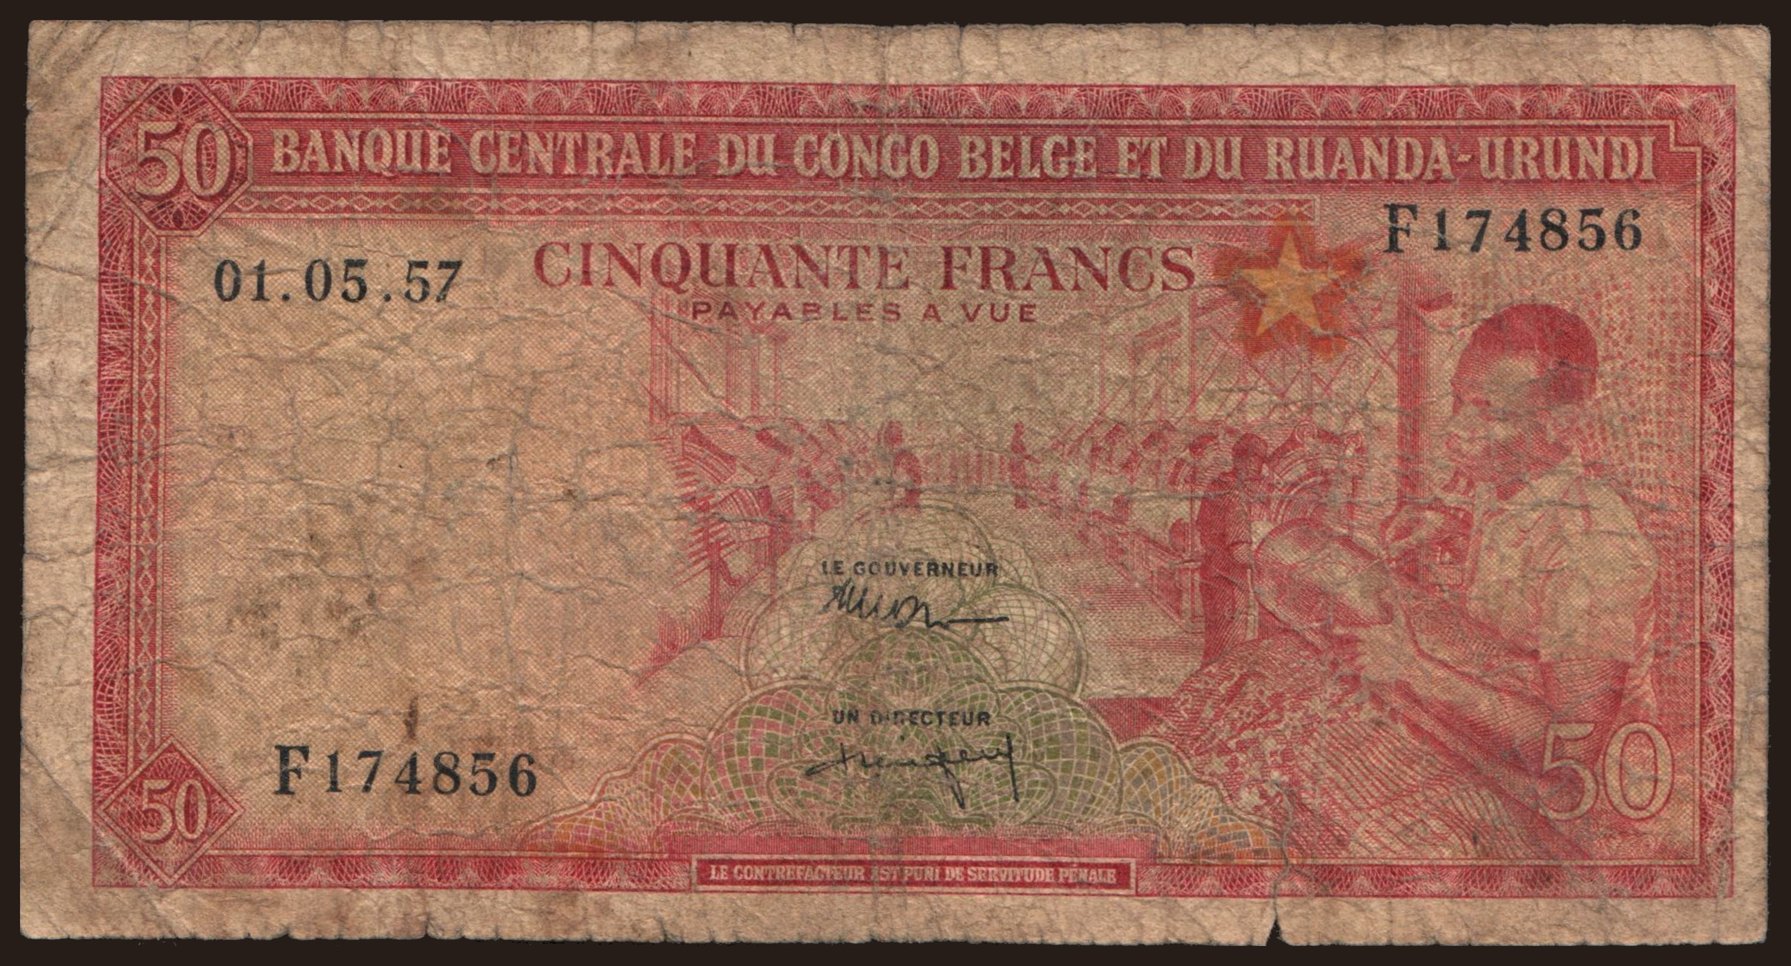 50 BANQUE CENTRALE DU CONGO BELGE ET DU RUANDA-URUNDI
F174856
01.05.57
CINQUANTE FRANCS
PAYABLES A VUE
LE GOUVERNEUR
UN DIRECTEUR
F174856
50
50
LE CONTREFACTEUR EST PUNI DE SERVITUDE PÉNALE